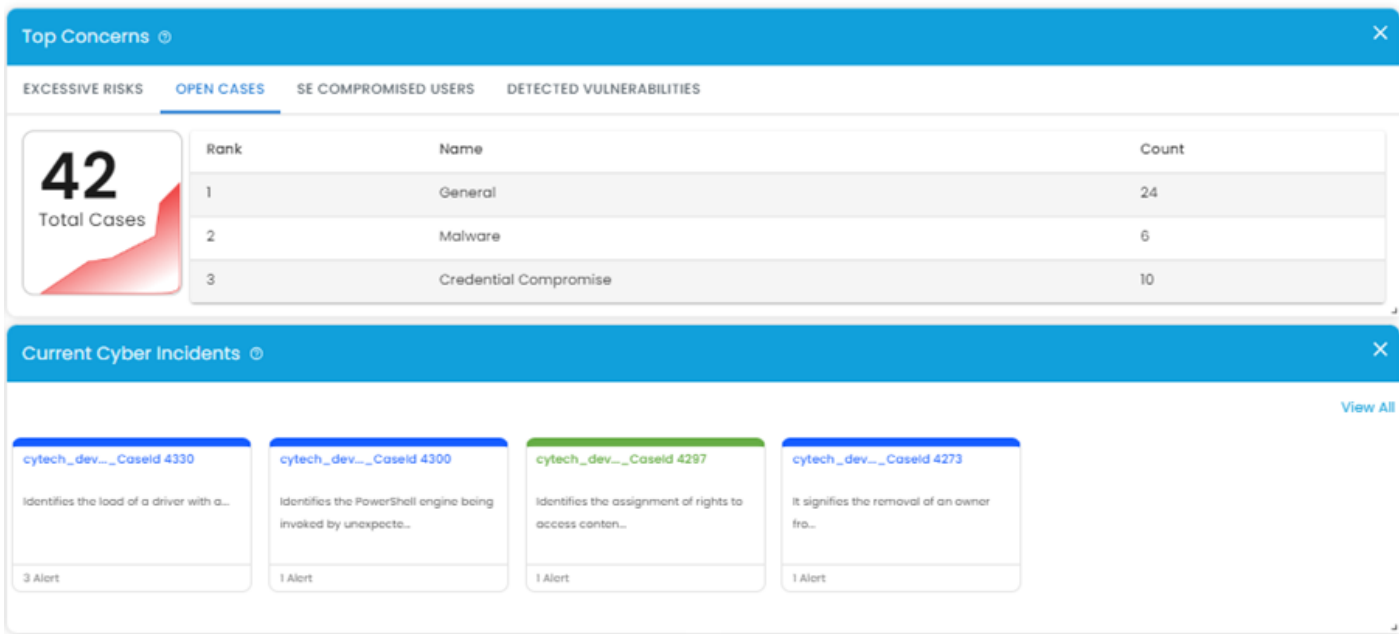 Top Concerns
EXCESSIVE RISKS OPEN CASES SE COMPROMISED USERS DETECTED VULNERABILITIES
42
Total Cases
Rank Name Count
1 General 24
2 Malware 6
3 Credential Compromise 10
Current Cyber Incidents
View All
cytech_dev..._CaseId 4330
Identifies the load of a driver with a...
3 Alert
cytech_dev..._CaseId 4300
Identifies the PowerShell engine being
invoked by unexpecte...
1 Alert
cytech_dev..._CaseId 4297
Identifies the assignment of rights to
access conten...
1 Alert
cytech_dev..._CaseId 4273
It signifies the removal of an owner
fro...
1 Alert